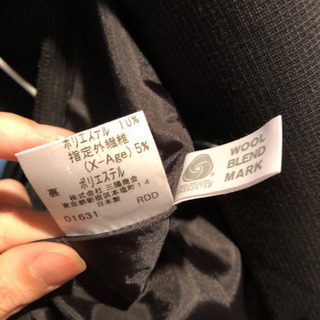 ポリエステル 10%
指定外繊維
(X-Age) 5%
裏 ポリエステル
株式会社 三陽商会
東京都新宿区本塩町14
日本製
01631 RDD
WOOL
BLEND
MARK